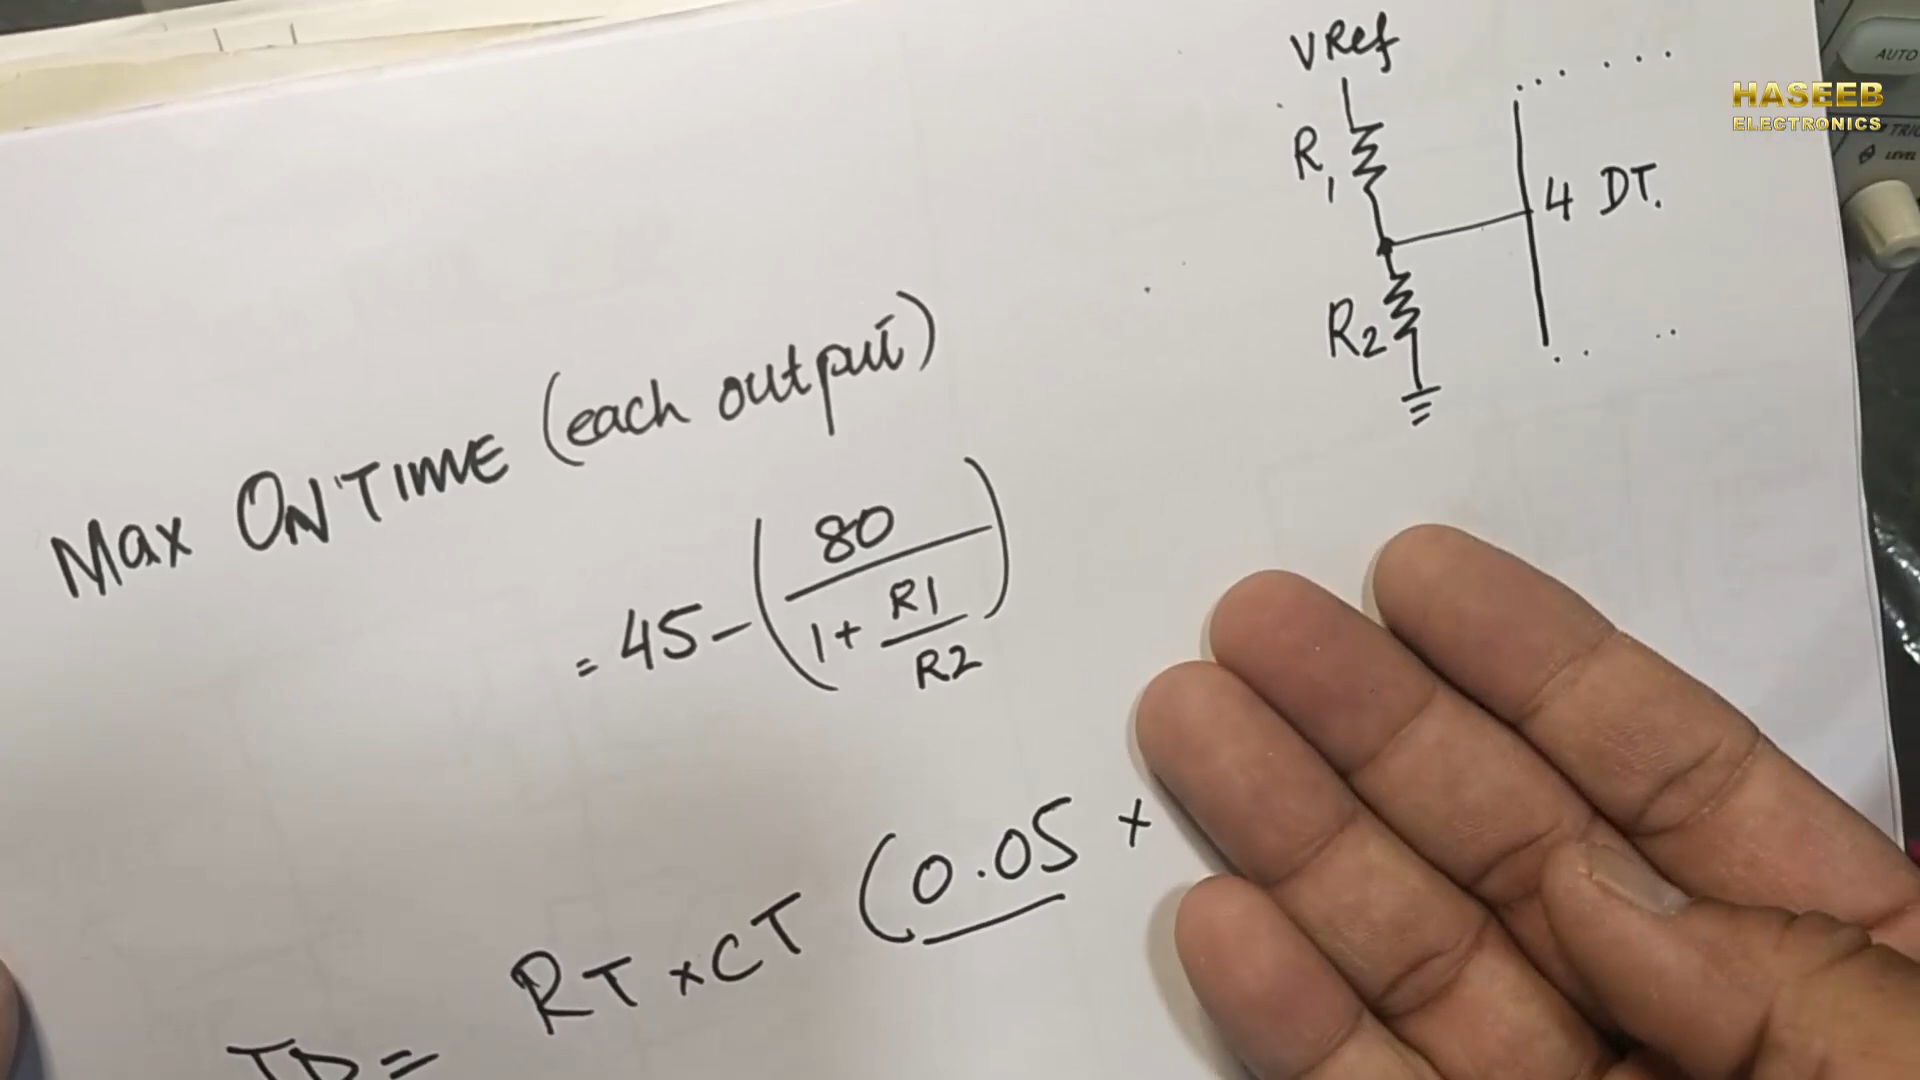 VRef
R1
4 DT.
R2
Max ON TIME (each output)
= 45 - (80 / 1 + R1/R2)
RT × CT (0.05 +
TD =
HASEEB
ELECTRONICS
AUTO
LEVEL